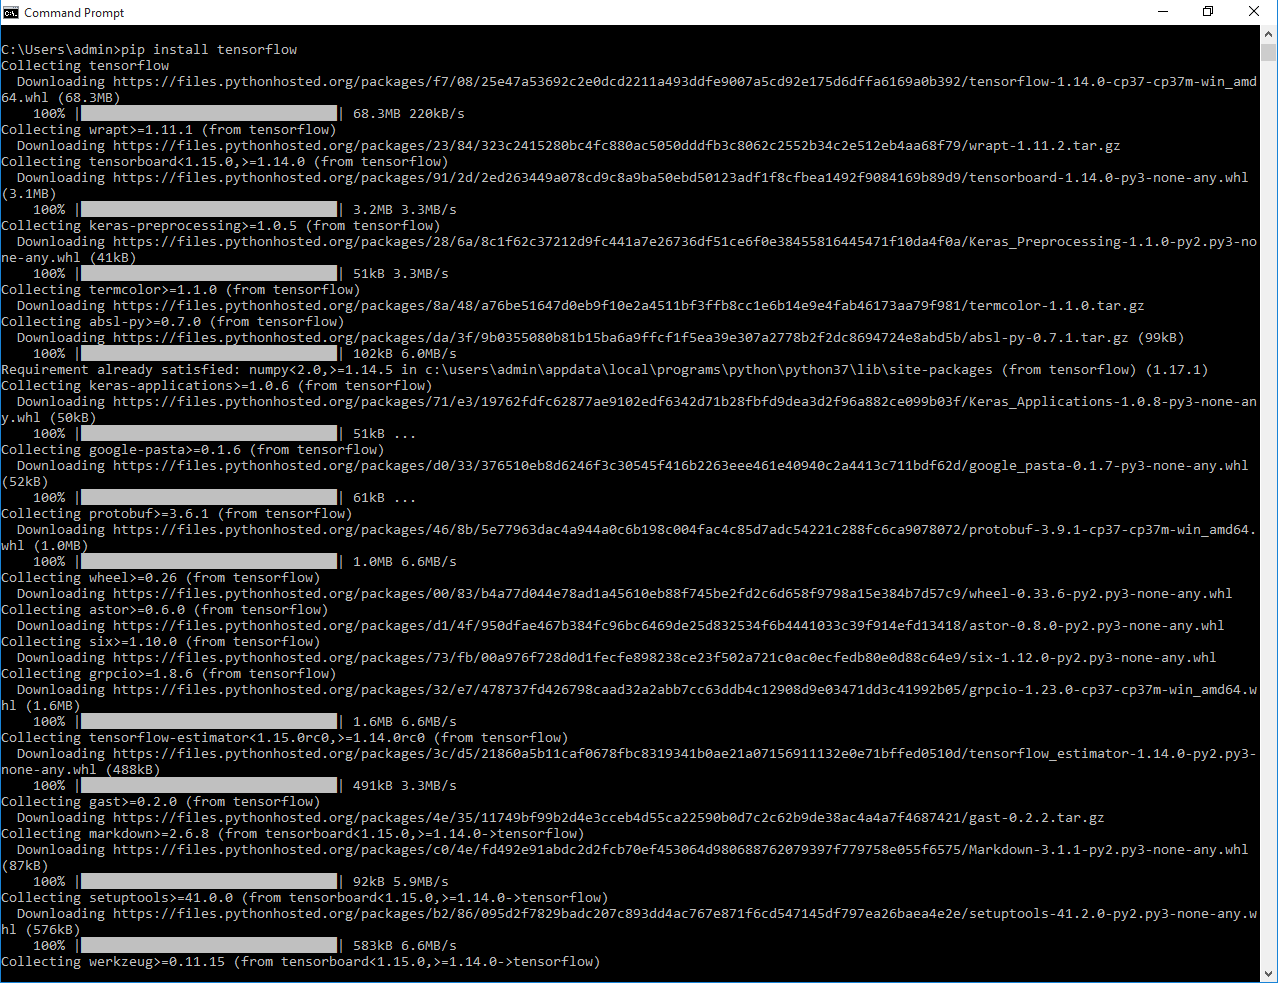 Command Prompt
C:\Users\admin>pip install tensorflow
Collecting tensorflow
  Downloading https://files.pythonhosted.org/packages/f7/08/25e47a53692c2e0dcd2211a493ddfe9007a5cd92e175d6dffa6169a0b392/tensorflow-1.14.0-cp37-cp37m-win_amd
64.whl (68.3MB)
    100% |████████████████████████████████| 68.3MB 220kB/s
Collecting wrapt>=1.11.1 (from tensorflow)
  Downloading https://files.pythonhosted.org/packages/23/84/323c2415280bc4fc880ac5050dddfb3c8062c2552b34c2e512eb4aa68f79/wrapt-1.11.2.tar.gz
Collecting tensorboard<1.15.0,>=1.14.0 (from tensorflow)
  Downloading https://files.pythonhosted.org/packages/91/2d/2ed263449a078cd9c8a9ba50ebd50123adf1f8cfbea1492f9084169b89d9/tensorboard-1.14.0-py3-none-any.whl
(3.1MB)
    100% |████████████████████████████████| 3.2MB 3.3MB/s
Collecting keras-preprocessing>=1.0.5 (from tensorflow)
  Downloading https://files.pythonhosted.org/packages/28/6a/8c1f62c37212d9fc441a7e26736df51ce6f0e38455816445471f10da4f0a/Keras_Preprocessing-1.1.0-py2.py3-no
ne-any.whl (41kB)
    100% |████████████████████████████████| 51kB 3.3MB/s
Collecting termcolor>=1.1.0 (from tensorflow)
  Downloading https://files.pythonhosted.org/packages/8a/48/a76be51647d0eb9f10e2a4511bf3ffb8cc1e6b14e9e4fab46173aa79f981/termcolor-1.1.0.tar.gz
Collecting absl-py>=0.7.0 (from tensorflow)
  Downloading https://files.pythonhosted.org/packages/da/3f/9b0355080b81b15ba6a9ffcf1f5ea39e307a2778b2f2dc8694724e8abd5b/absl-py-0.7.1.tar.gz (99kB)
    100% |████████████████████████████████| 102kB 6.0MB/s
Requirement already satisfied: numpy<2.0,>=1.14.5 in c:\users\admin\appdata\local\programs\python\python37\lib\site-packages (from tensorflow) (1.17.1)
Collecting keras-applications>=1.0.6 (from tensorflow)
  Downloading https://files.pythonhosted.org/packages/71/e3/19762fdfc62877ae9102edf6342d71b28fbfd9dea3d2f96a882ce099b03f/Keras_Applications-1.0.8-py3-none-an
y.whl (50kB)
    100% |████████████████████████████████| 51kB ...
Collecting google-pasta>=0.1.6 (from tensorflow)
  Downloading https://files.pythonhosted.org/packages/d0/33/376510eb8d6246f3c30545f416b2263eee461e40940c2a4413c711bdf62d/google_pasta-0.1.7-py3-none-any.whl
(52kB)
    100% |████████████████████████████████| 61kB ...
Collecting protobuf>=3.6.1 (from tensorflow)
  Downloading https://files.pythonhosted.org/packages/46/8b/5e77963dac4a944a0c6b198c004fac4c85d7adc54221c288fc6ca9078072/protobuf-3.9.1-cp37-cp37m-win_amd64.
whl (1.0MB)
    100% |████████████████████████████████| 1.0MB 6.6MB/s
Collecting wheel>=0.26 (from tensorflow)
  Downloading https://files.pythonhosted.org/packages/00/83/b4a77d044e78ad1a45610eb88f745be2fd2c6d658f9798a15e384b7d57c9/wheel-0.33.6-py2.py3-none-any.whl
Collecting astor>=0.6.0 (from tensorflow)
  Downloading https://files.pythonhosted.org/packages/d1/4f/950dfae467b384fc96bc6469de25d832534f6b4441033c39f914efd13418/astor-0.8.0-py2.py3-none-any.whl
Collecting six>=1.10.0 (from tensorflow)
  Downloading https://files.pythonhosted.org/packages/73/fb/00a976f728d0d1fecfe898238ce23f502a721c0ac0ecfedb80e0d88c64e9/six-1.12.0-py2.py3-none-any.whl
Collecting grpcio>=1.8.6 (from tensorflow)
  Downloading https://files.pythonhosted.org/packages/32/e7/478737fd426798caad32a2abb7cc63ddb4c12908d9e03471dd3c41992b05/grpcio-1.23.0-cp37-cp37m-win_amd64.w
hl (1.6MB)
    100% |████████████████████████████████| 1.6MB 6.6MB/s
Collecting tensorflow-estimator<1.15.0rc0,>=1.14.0rc0 (from tensorflow)
  Downloading https://files.pythonhosted.org/packages/3c/d5/21860a5b11caf0678fbc8319341b0ae21a07156911132e0e71bffed0510d/tensorflow_estimator-1.14.0-py2.py3-
none-any.whl (488kB)
    100% |████████████████████████████████| 491kB 3.3MB/s
Collecting gast>=0.2.0 (from tensorflow)
  Downloading https://files.pythonhosted.org/packages/4e/35/11749bf99b2d4e3cceb4d55ca22590b0d7c2c62b9de38ac4a4a7f4687421/gast-0.2.2.tar.gz
Collecting markdown>=2.6.8 (from tensorboard<1.15.0,>=1.14.0->tensorflow)
  Downloading https://files.pythonhosted.org/packages/c0/4e/fd492e91abdc2d2fcb70ef453064d980688762079397f779758e055f6575/Markdown-3.1.1-py2.py3-none-any.whl
(87kB)
    100% |████████████████████████████████| 92kB 5.9MB/s
Collecting setuptools>=41.0.0 (from tensorboard<1.15.0,>=1.14.0->tensorflow)
  Downloading https://files.pythonhosted.org/packages/b2/86/095d2f7829badc207c893dd4ac767e871f6cd547145df797ea26baea4e2e/setuptools-41.2.0-py2.py3-none-any.w
hl (576kB)
    100% |████████████████████████████████| 583kB 6.6MB/s
Collecting werkzeug>=0.11.15 (from tensorboard<1.15.0,>=1.14.0->tensorflow)